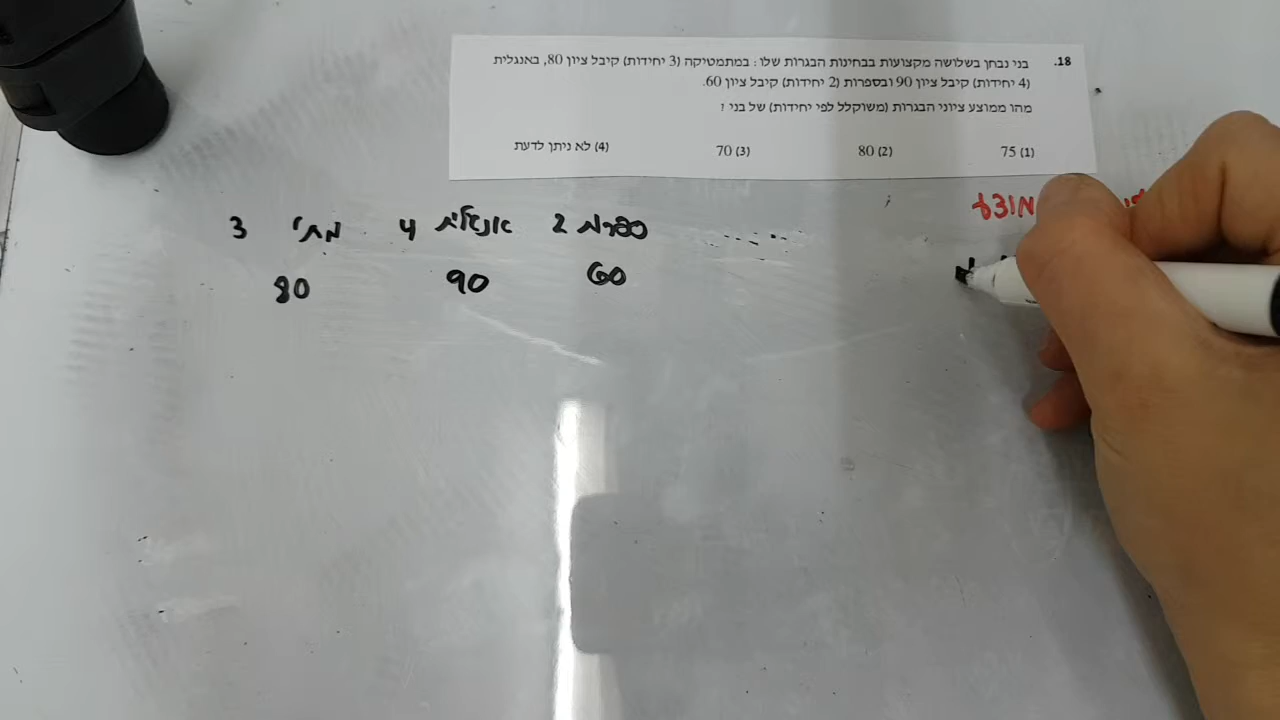 18. בני נבחן בשלושה מקצועות בבחינות הבגרות שלו: במתמטיקה (3 יחידות) קיבל ציון 80, באנגלית
(4 יחידות) קיבל ציון 90 ובספרות (2 יחידות) קיבל ציון 60.
מהו ממוצע ציוני הבגרות (משוקלל לפי יחידות) של בני ?
(1) 75 (2) 80 (3) 70 (4) לא ניתן לדעת
ספרות 2 אנגלית 4 מת' 3
60 90 80